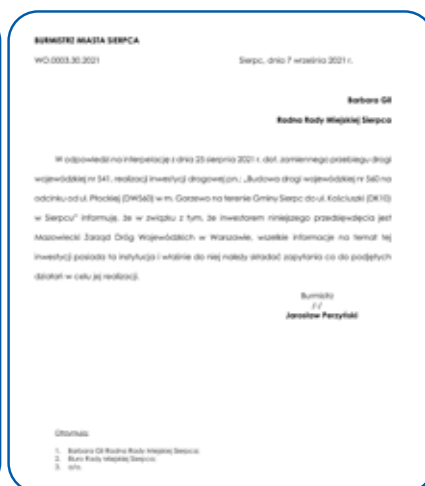 BURMISTRZ MIASTA SIERPCA
WO.0003.30.2021 Sierpc, dnia 7 września 2021 r.
Barbara Gil
Radna Rady Miejskiej Sierpca
W odpowiedzi na interpelację z dnia 25 sierpnia 2021 r. dot. zamiennego przebiegu drogi
wojewódzkiej nr 541, realizacji inwestycji drogowej pn.: „Budowa drogi wojewódzkiej nr 560 na
odcinku od ul. Płockiej (DW560) w m. Gorzewo na terenie Gminy Sierpc do ul. Kościuszki (DK10)
w Sierpcu" informuję, że w związku z tym, że inwestorem niniejszego przedsięwzięcia jest
Mazowiecki Zarząd Dróg Wojewódzkich w Warszawie, wszelkie informacje na temat tej
inwestycji posiada ta instytucja i właśnie do niej należy składać zapytania co do podjętych
działań w celu jej realizacji.
Burmistrz
/-/
Jarosław Perzyński
Otrzymują:
1. Barbara Gil Radna Rady Miejskiej Sierpca;
2. Biuro Rady Miejskiej Sierpca;
3. a/a.